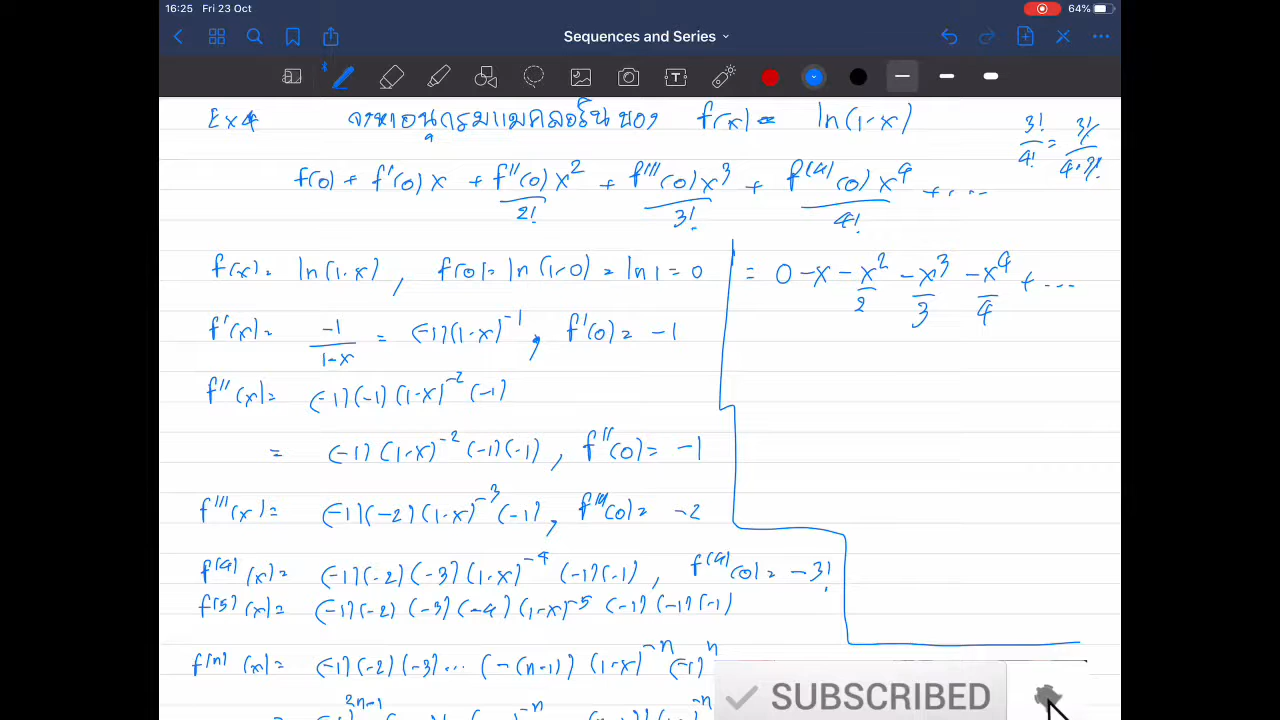 16:25 Fri 23 Oct
64%
Sequences and Series
Ex4 จงหาอนุกรมแมคลอรินของ f(x) = ln(1-x)
3!/4! = 3!/4·3!
f(0) + f'(0)x + f''(0)x²/2! + f'''(0)x³/3! + f⁽⁴⁾(0)x⁴/4! + ...
f(x) = ln(1-x), f(0) = ln(1-0) = ln 1 = 0
= 0 - x - x²/2 - x³/3 - x⁴/4 + ...
f'(x) = -1/(1-x) = (-1)(1-x)⁻¹, f'(0) = -1
f''(x) = (-1)(-1)(1-x)⁻²(-1)
= (-1)(1-x)⁻²(-1)(-1), f''(0) = -1
f'''(x) = (-1)(-2)(1-x)⁻³(-1), f'''(0) = -2
f⁽⁴⁾(x) = (-1)(-2)(-3)(1-x)⁻⁴(-1)(-1), f⁽⁴⁾(0) = -3!
f⁽⁵⁾(x) = (-1)(-2)(-3)(-4)(1-x)⁻⁵(-1)(-1)(-1)
f⁽ⁿ⁾(x) = (-1)(-2)(-3)...(-(n-1))(1-x)⁻ⁿ(-1)ⁿ
SUBSCRIBED